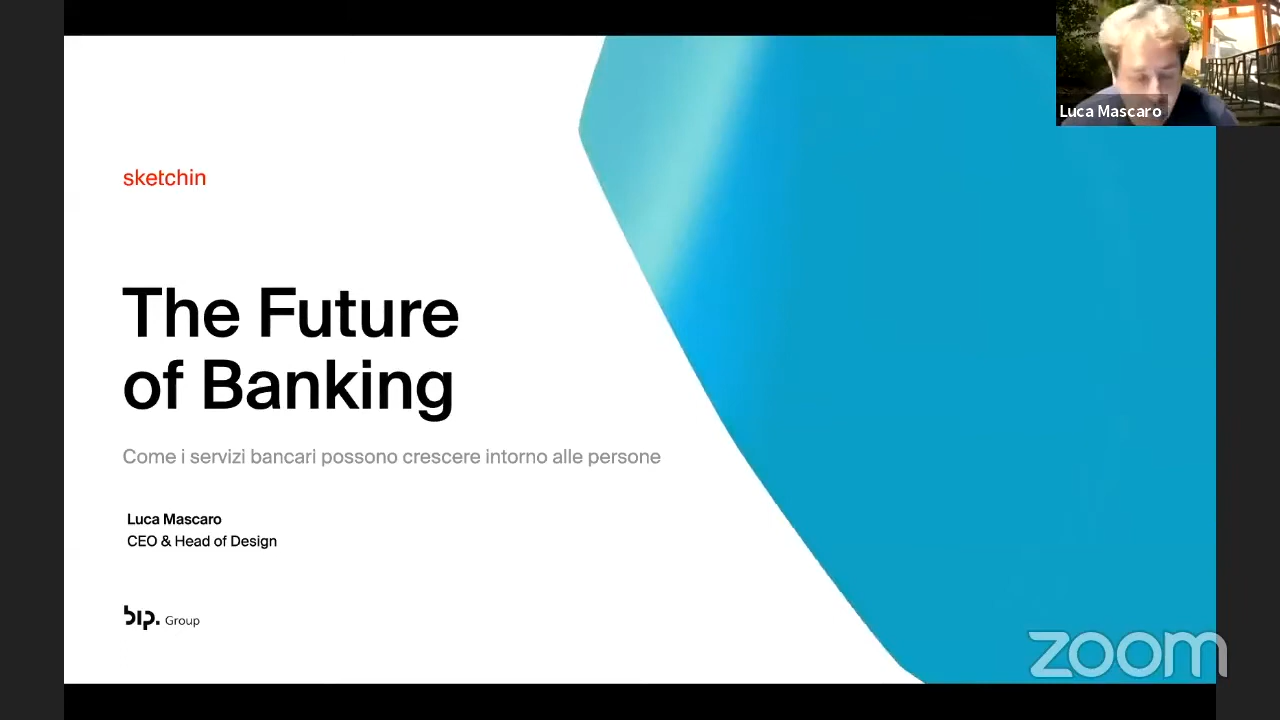 Luca Mascaro
sketchin
The Future
of Banking
Come i servizi bancari possono crescere intorno alle persone
Luca Mascaro
CEO & Head of Design
bip. Group
zoom